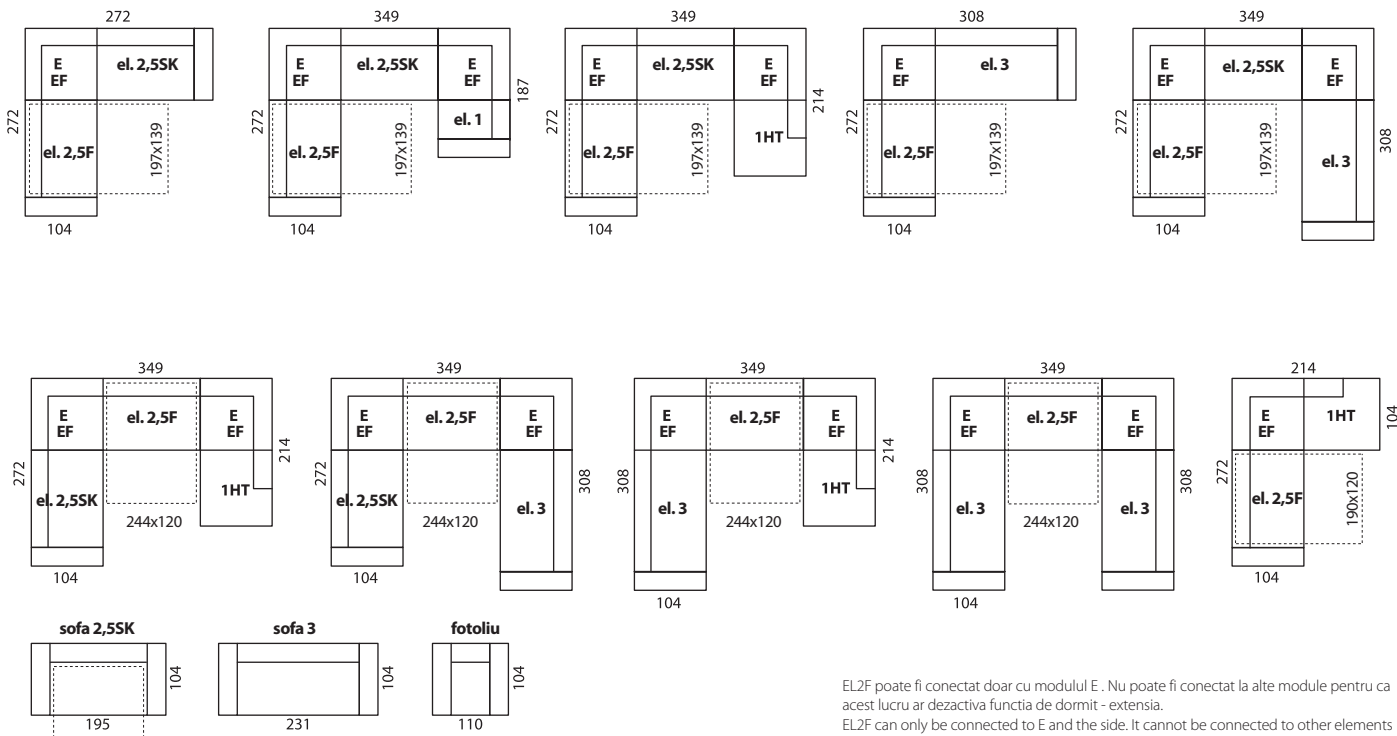 272
E
EF
el. 2,5SK
272
el. 2,5F
197x139
104
349
E
EF
el. 2,5SK
E
EF
187
272
el. 1
el. 2,5F
197x139
104
349
E
EF
el. 2,5SK
E
EF
214
272
1HT
el. 2,5F
197x139
104
308
E
EF
el. 3
272
el. 2,5F
197x139
104
349
E
EF
el. 2,5SK
E
EF
272
el. 2,5F
197x139
el. 3
308
104
349
E
EF
el. 2,5F
E
EF
214
272
el. 2,5SK
1HT
244x120
104
349
E
EF
el. 2,5F
E
EF
272
el. 2,5SK
308
el. 3
244x120
104
349
E
EF
el. 2,5F
E
EF
214
308
el. 3
1HT
244x120
104
349
E
EF
el. 2,5F
E
EF
308
308
el. 3
el. 3
244x120
104
214
E
EF
1HT
104
272
el. 2,5F
190x120
104
sofa 2,5SK
104
195
sofa 3
104
231
fotoliu
104
110
EL2F poate fi conectat doar cu modulul E . Nu poate fi conectat la alte module pentru ca
acest lucru ar dezactiva functia de dormit - extensia.
EL2F can only be connected to E and the side. It cannot be connected to other elements